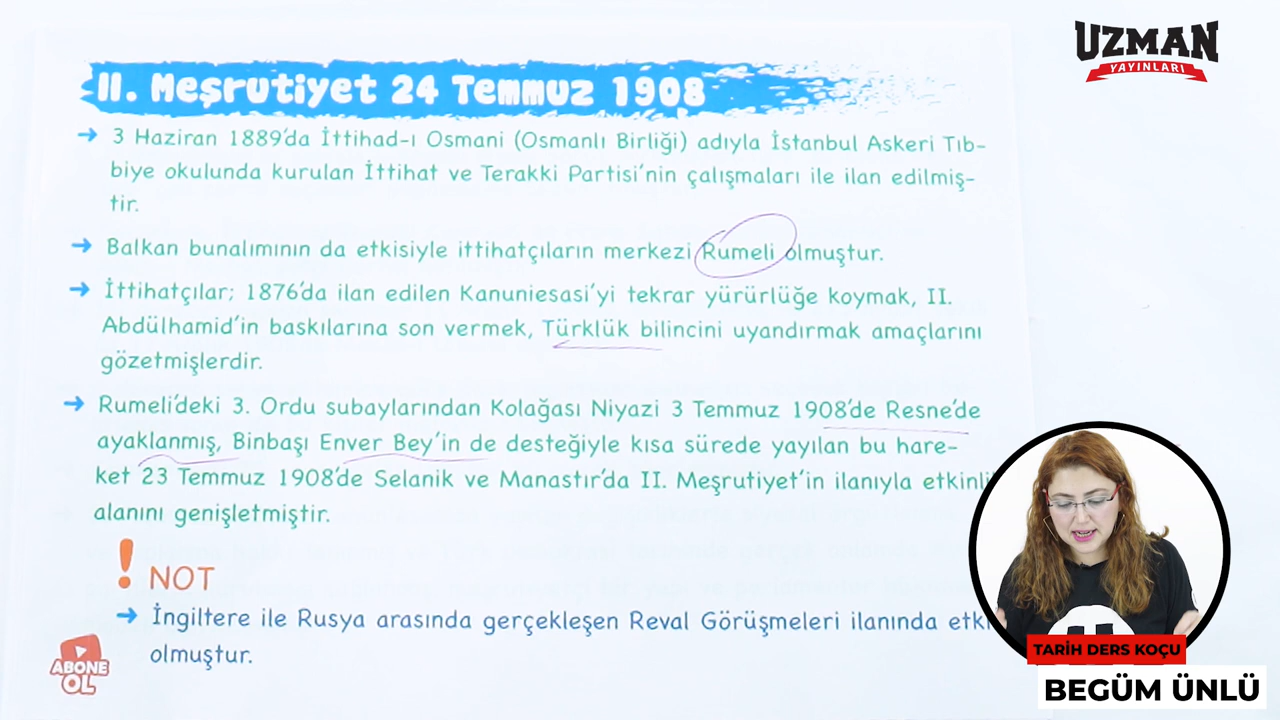 UZMAN
YAYINLARI
II. Meşrutiyet 24 Temmuz 1908
➜ 3 Haziran 1889'da İttihad-ı Osmani (Osmanlı Birliği) adıyla İstanbul Askeri Tıb-
biye okulunda kurulan İttihat ve Terakki Partisi'nin çalışmaları ile ilan edilmiş-
tir.
➜ Balkan bunalımının da etkisiyle ittihatçıların merkezi Rumeli olmuştur.
➜ İttihatçılar; 1876'da ilan edilen Kanuniesasi'yi tekrar yürürlüğe koymak, II.
Abdülhamid'in baskılarına son vermek, Türklük bilincini uyandırmak amaçlarını
gözetmişlerdir.
➜ Rumeli'deki 3. Ordu subaylarından Kolağası Niyazi 3 Temmuz 1908'de Resne'de
ayaklanmış, Binbaşı Enver Bey'in de desteğiyle kısa sürede yayılan bu hare-
ket 23 Temmuz 1908'de Selanik ve Manastır'da II. Meşrutiyet'in ilanıyla etkinli
alanını genişletmiştir.
! NOT
➜ İngiltere ile Rusya arasında gerçekleşen Reval Görüşmeleri ilanında etki
olmuştur.
ABONE
OL
TARİH DERS KOÇU
BEGÜM ÜNLÜ